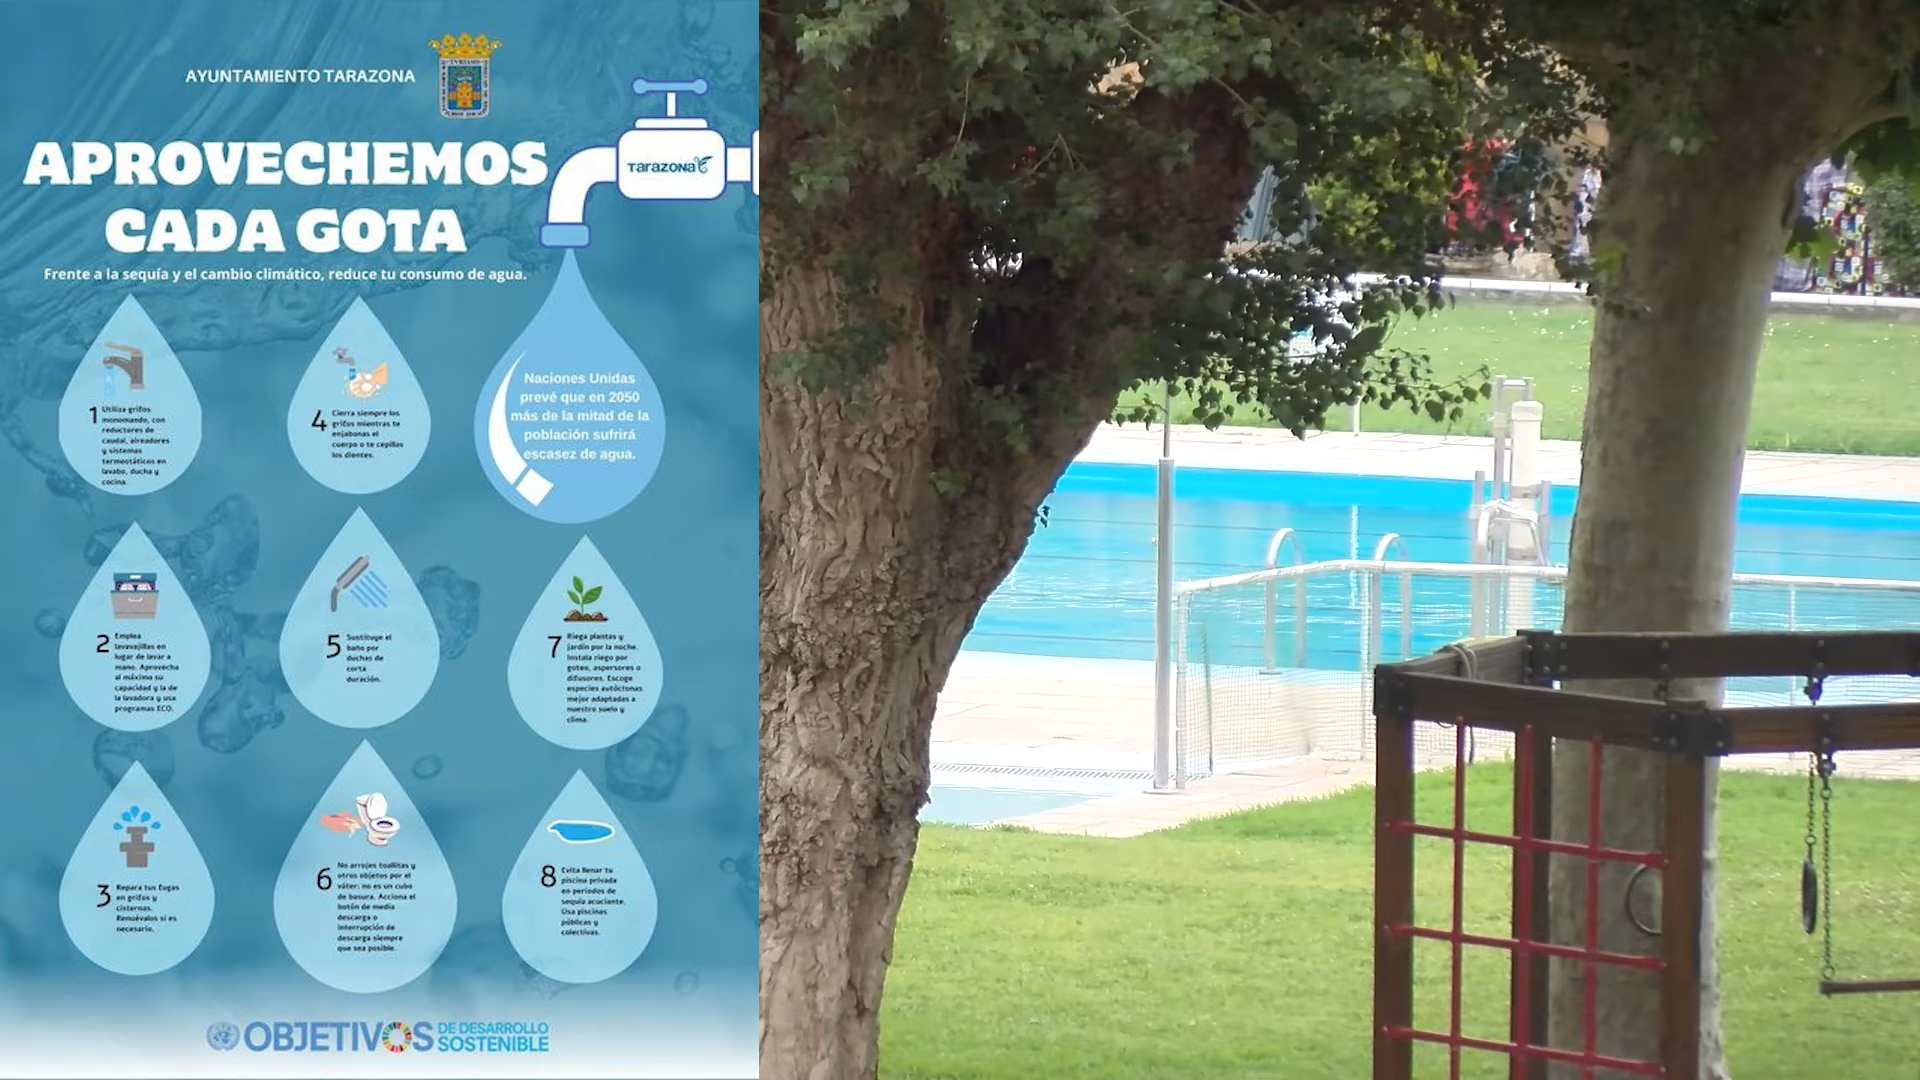 AYUNTAMIENTO TARAZONA
TVRIASO
APROVECHEMOS
CADA GOTA
Tarazona
Frente a la sequía y el cambio climático, reduce tu consumo de agua.
1 Utiliza grifos
monomando, con
reductores de
caudal, aireadores
y sistemas
termostáticos en
lavabo, ducha y
cocina.
4 Cierra siempre los
grifos mientras te
enjabonas el
cuerpo o te cepillas
los dientes.
Naciones Unidas
prevé que en 2050
más de la mitad de la
población sufrirá
escasez de agua.
2 Emplea
lavavajillas en
lugar de lavar a
mano. Aprovecha
al máximo su
capacidad y la de
la lavadora y usa
programas ECO.
5 Sustituye el
baño por
duchas de
corta
duración.
7 Riega plantas y
jardín por la noche.
Instala riego por
goteo, aspersores o
difusores. Escoge
especies autóctonas
mejor adaptadas a
nuestro suelo y
clima.
3 Repara tus fugas
en grifos y
cisternas.
Renuévalos si es
necesario.
6 No arrojes toallitas y
otros objetos por el
váter: no es un cubo
de basura. Acciona el
botón de media
descarga o
interrupción de
descarga siempre
que sea posible.
8 Evita llenar tu
piscina privada
en periodos de
sequía acuciante.
Usa piscinas
públicas y
colectivas.
OBJETIVOS DE DESARROLLO
SOSTENIBLE